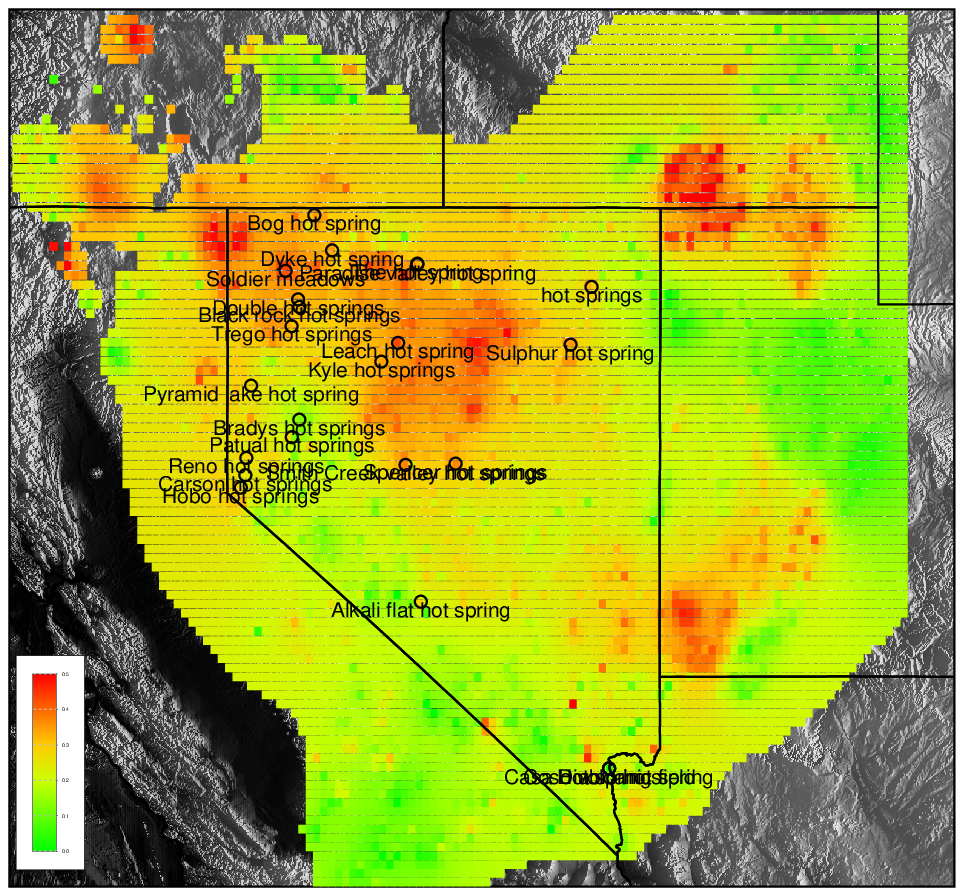 Bog hot spring
Dyke hot spring
Soldier meadows
Paradise valley hot spring
hot springs
Double hot springs
Black rock hot springs
Trego hot springs
Leach hot spring
Sulphur hot spring
Kyle hot springs
Pyramid lake hot spring
Bradys hot springs
Patual hot springs
Reno hot springs
Smith Creek valley hot springs
Spencer hot springs
Carson hot springs
Hobo hot springs
Alkali flat hot spring
0.5
0.4
0.3
0.2
0.1
0.0